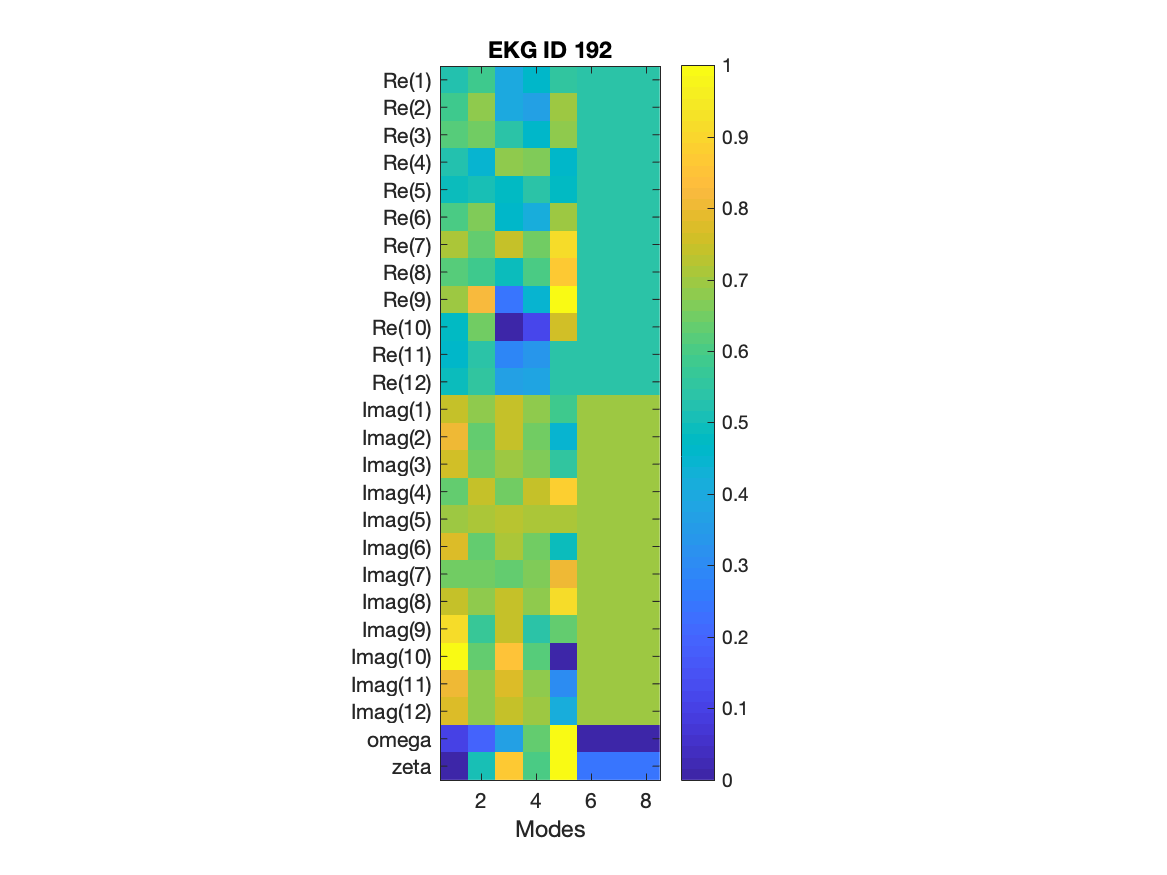 EKG ID 192
Re(1)
Re(2)
Re(3)
Re(4)
Re(5)
Re(6)
Re(7)
Re(8)
Re(9)
Re(10)
Re(11)
Re(12)
Imag(1)
Imag(2)
Imag(3)
Imag(4)
Imag(5)
Imag(6)
Imag(7)
Imag(8)
Imag(9)
Imag(10)
Imag(11)
Imag(12)
omega
zeta
2 4 6 8
Modes
1
0.9
0.8
0.7
0.6
0.5
0.4
0.3
0.2
0.1
0